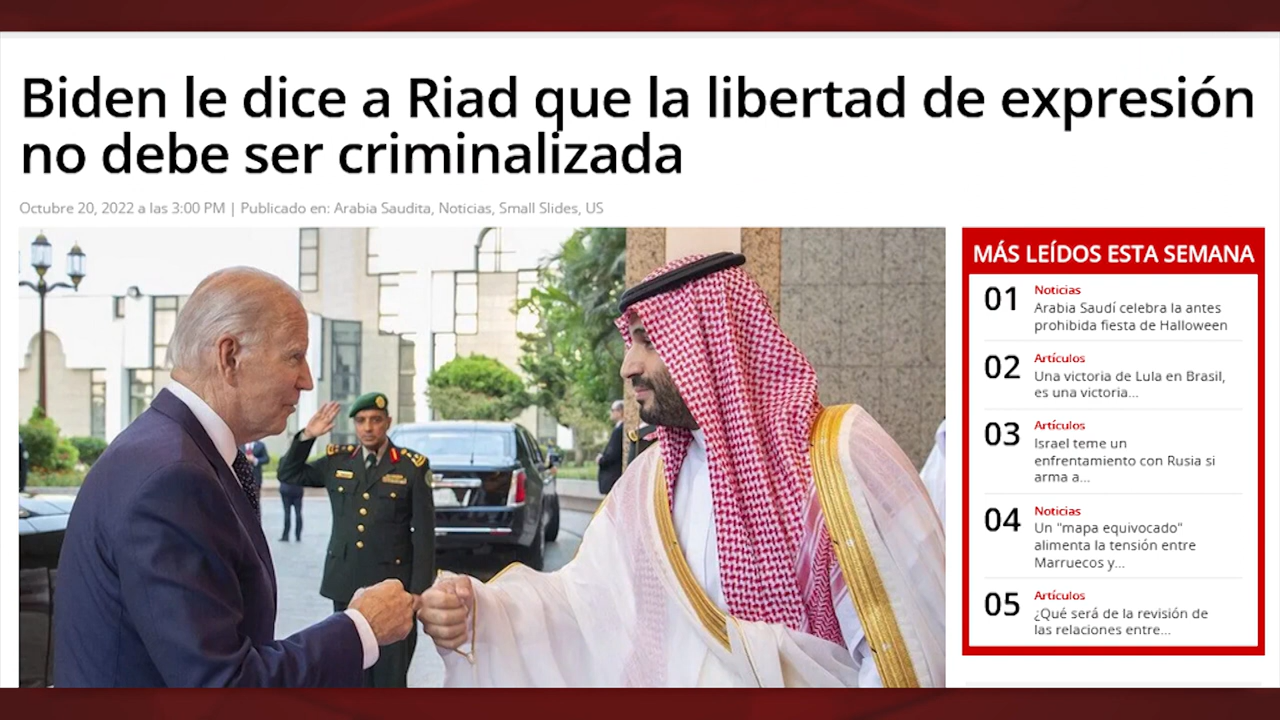 Biden le dice a Riad que la libertad de expresión
no debe ser criminalizada
Octubre 20, 2022 a las 3:00 PM | Publicado en: Arabia Saudita, Noticias, Small Slides, US
MÁS LEÍDOS ESTA SEMANA
01
Noticias
Arabia Saudí celebra la antes
prohibida fiesta de Halloween
02
Artículos
Una victoria de Lula en Brasil,
es una victoria...
03
Artículos
Israel teme un
enfrentamiento con Rusia si
arma a...
04
Noticias
Un "mapa equivocado"
alimenta la tensión entre
Marruecos y...
05
Artículos
¿Qué será de la revisión de
las relaciones entre...